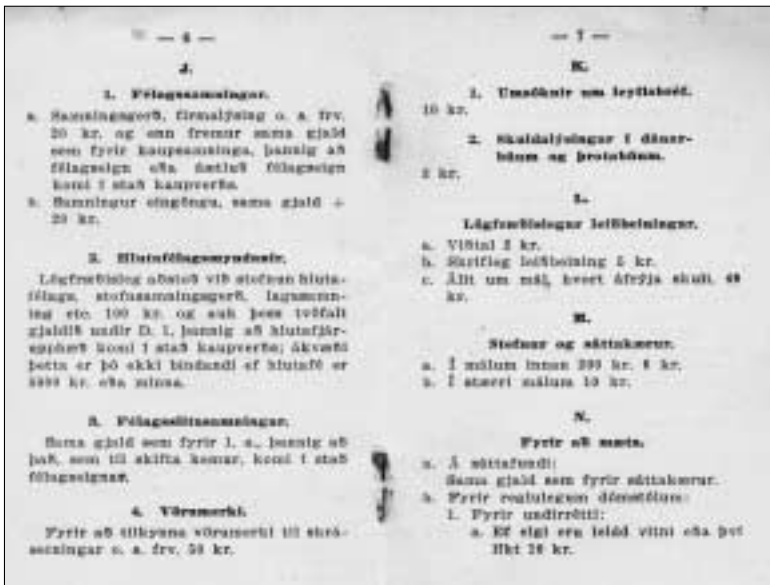 — 6 —
J.
1. Félagssamningar.
a. Samningsgerð, firmalýsing o. s. frv.
20 kr. og enn fremur sama gjald
sem fyrir kaupsamninga, þannig að
félagseign eða áætluð félagseign
komi í stað kaupverðs.
b. Samningur eingöngu, sama gjald ÷
20 kr.
2. Hlutafélagsmyndanir.
Lögfræðisleg aðstoð við stofnun hluta-
félags, stofnsamningsgerð, lagasmíð-
ing etc. 100 kr. og auk þess tvöfalt
gjaldið undir D. 1, þannig að hlutafjár-
upphæð komi í stað kaupverðs; ákvæði
þetta er þó ekki bindandi ef hlutafé er
5000 kr. eða minna.
3. Félagsslitasamningar.
Sama gjald sem fyrir 1. a., þannig að
það, sem til skifta kemur, komi í stað
félagseignar.
4. Vörumerki.
Fyrir að tilkynna vörumerki til skrá-
setningar o. s. frv. 50 kr.
— 7 —
K.
1. Umsóknir um leyfisbréf.
10 kr.
2. Skuldalýsingar í dánar-
búum og þrotabúum.
5 kr.
L.
Lögfræðislegar leiðbeiningar.
a. Viðtal 2 kr.
b. Skrifleg leiðbeining 5 kr.
c. Álit um mál, hvort áfrýja skuli, 40
kr.
M.
Stefnur og sáttakærur.
a. Í málum innan 200 kr. 6 kr.
b. Í stærri málum 10 kr.
N.
Fyrir að mæta.
a. Á sáttafundi:
Sama gjald sem fyrir sáttakærur.
b. Fyrir reglulegum dómstólum:
1. Fyrir undirrétti:
a. Ef eigi eru leidd vitni eða því
líkt 20 kr.